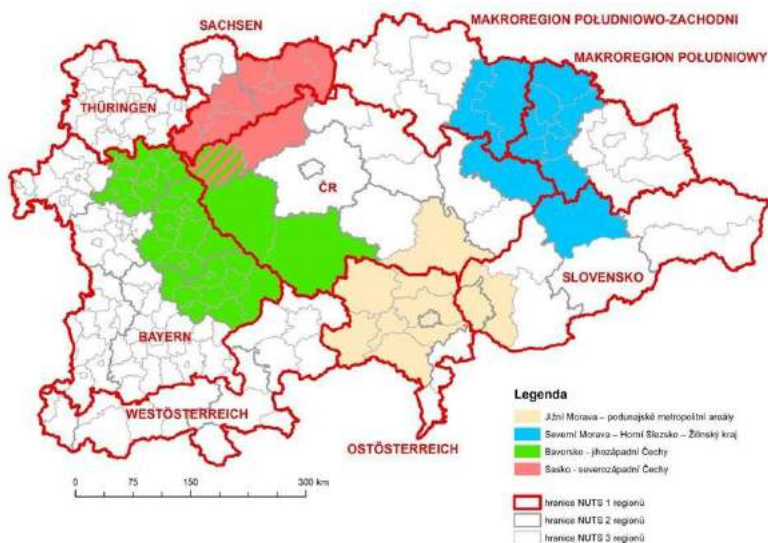 SACHSEN
MAKROREGION POŁUDNIOWO-ZACHODNI
MAKROREGION POŁUDNIOWY
THÜRINGEN
ČR
SLOVENSKO
BAYERN
WESTÖSTERREICH
OSTÖSTERREICH
Legenda
Jižní Morava – podunajské metropolitní areály
Severní Morava – Horní Slezsko – Žilinský kraj
Bavorsko - jihozápadní Čechy
Sasko - severozápadní Čechy
hranice NUTS 1 regionů
hranice NUTS 2 regionů
hranice NUTS 3 regionů
0 75 150 300 km